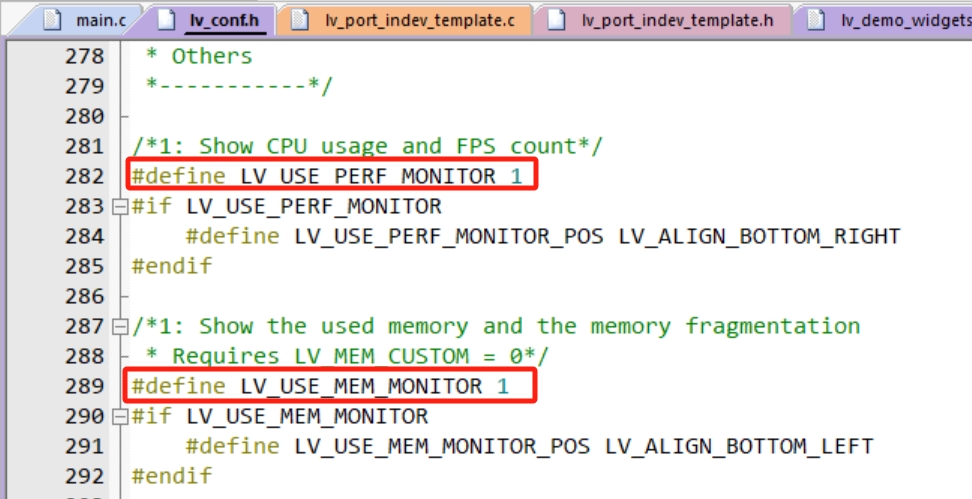 main.c lv_conf.h lv_port_indev_template.c lv_port_indev_template.h lv_demo_widgets
278 * Others
279 *-----------*/
280
281 /*1: Show CPU usage and FPS count*/
282 #define LV_USE_PERF_MONITOR 1
283 #if LV_USE_PERF_MONITOR
284 #define LV_USE_PERF_MONITOR_POS LV_ALIGN_BOTTOM_RIGHT
285 #endif
286
287 /*1: Show the used memory and the memory fragmentation
288 * Requires LV_MEM_CUSTOM = 0*/
289 #define LV_USE_MEM_MONITOR 1
290 #if LV_USE_MEM_MONITOR
291 #define LV_USE_MEM_MONITOR_POS LV_ALIGN_BOTTOM_LEFT
292 #endif